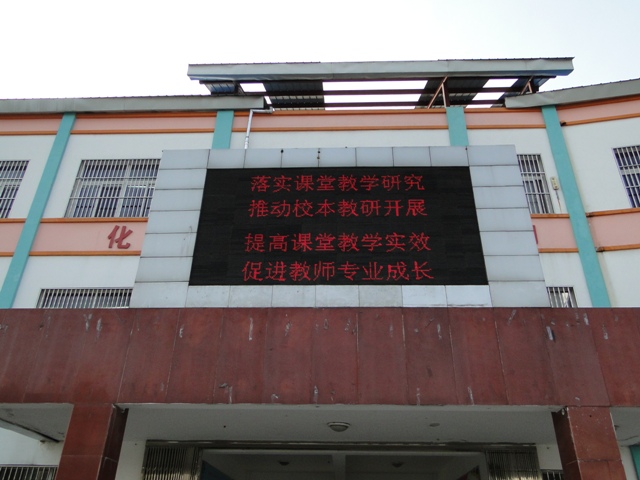 落实课堂教学研究
推动校本教研开展
提高课堂教学实效
促进教师专业成长
化